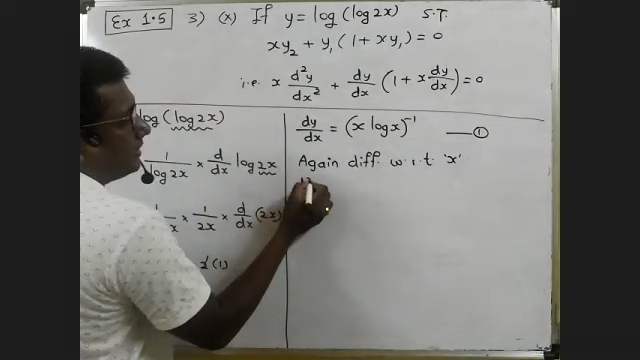 Ex 1.5 3) (x) If y = log (log 2x) S.T.
xy₂ + y₁ (1 + xy₁) = 0
i.e. x d²y/dx² + dy/dx (1 + x dy/dx) = 0
log (log 2x)
1/log 2x × d/dx log 2x
× 1/2x × d/dx (2x)
2 (1)
dy/dx = (x log x)⁻¹ —— ①
Again diff. w.r.t. 'x'